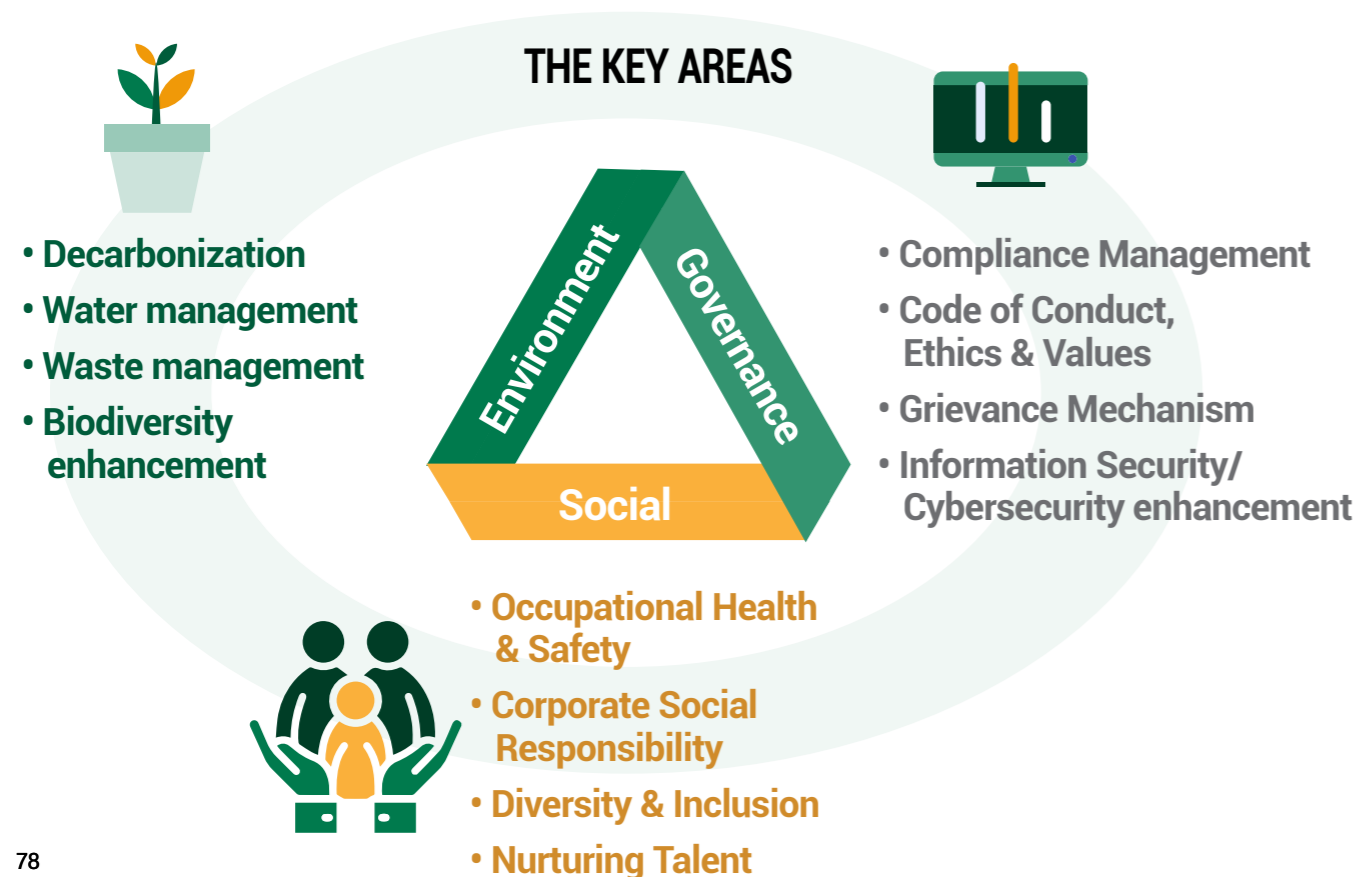 THE KEY AREAS
• Decarbonization
• Water management
• Waste management
• Biodiversity
enhancement
Environment
Governance
Social
• Compliance Management
• Code of Conduct,
Ethics & Values
• Grievance Mechanism
• Information Security/
Cybersecurity enhancement
• Occupational Health
& Safety
• Corporate Social
Responsibility
• Diversity & Inclusion
• Nurturing Talent
78